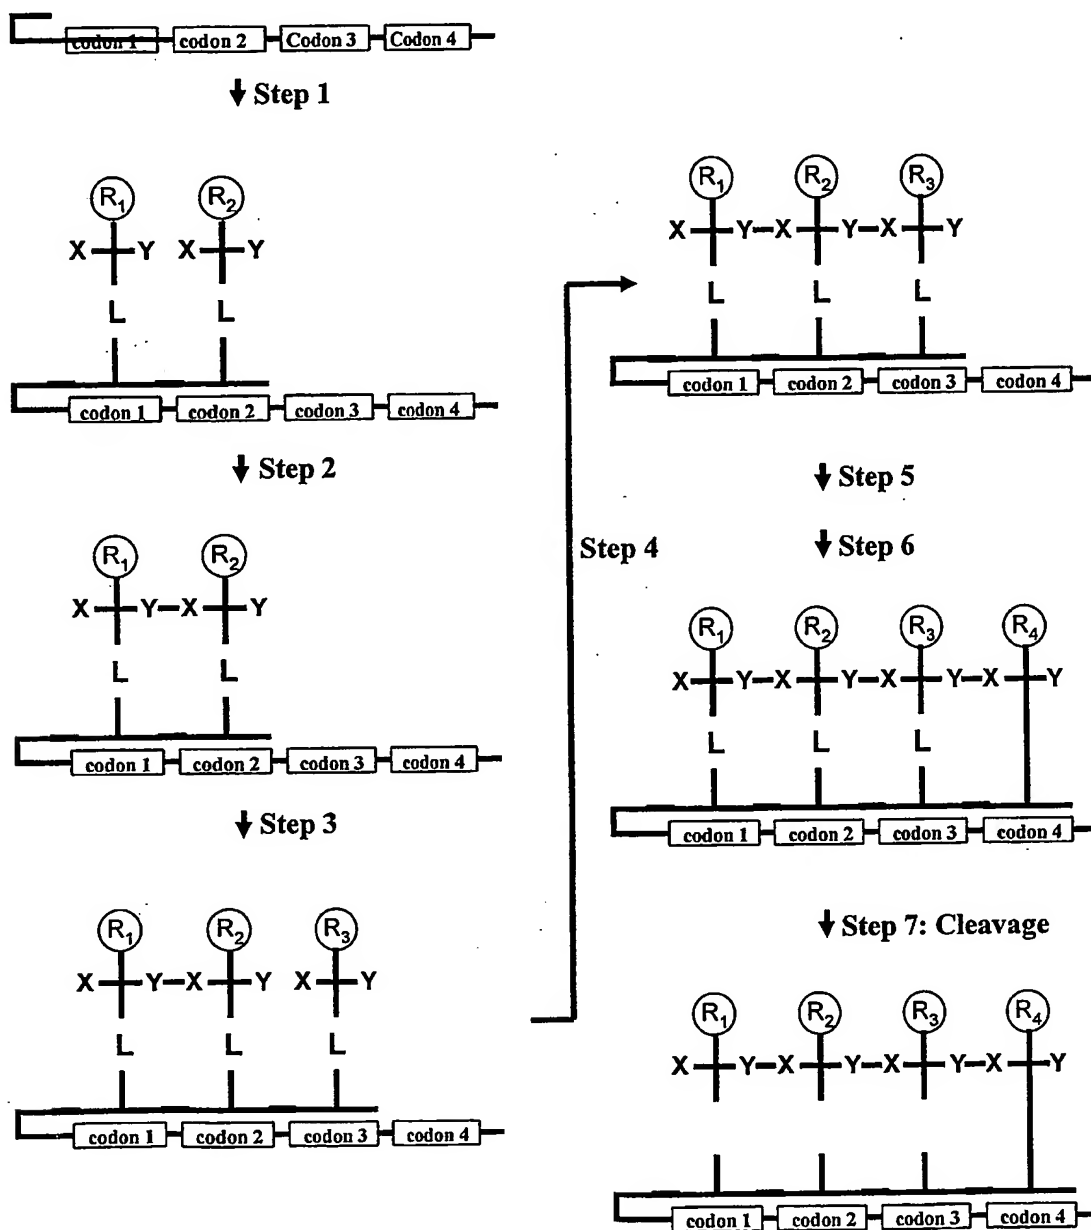 codon 1 codon 2 Codon 3 Codon 4
Step 1
R1 R2
X Y X Y
L L
codon 1 codon 2 codon 3 codon 4
Step 2
R1 R2
X Y X Y
L L
codon 1 codon 2 codon 3 codon 4
Step 3
R1 R2 R3
X Y X Y X Y
L L L
codon 1 codon 2 codon 3 codon 4
Step 4
R1 R2 R3
X Y X Y X Y
L L L
codon 1 codon 2 codon 3 codon 4
Step 5
Step 6
R1 R2 R3 R4
X Y X Y X Y X Y
L L L
codon 1 codon 2 codon 3 codon 4
Step 7: Cleavage
R1 R2 R3 R4
X Y X Y X Y X Y
codon 1 codon 2 codon 3 codon 4